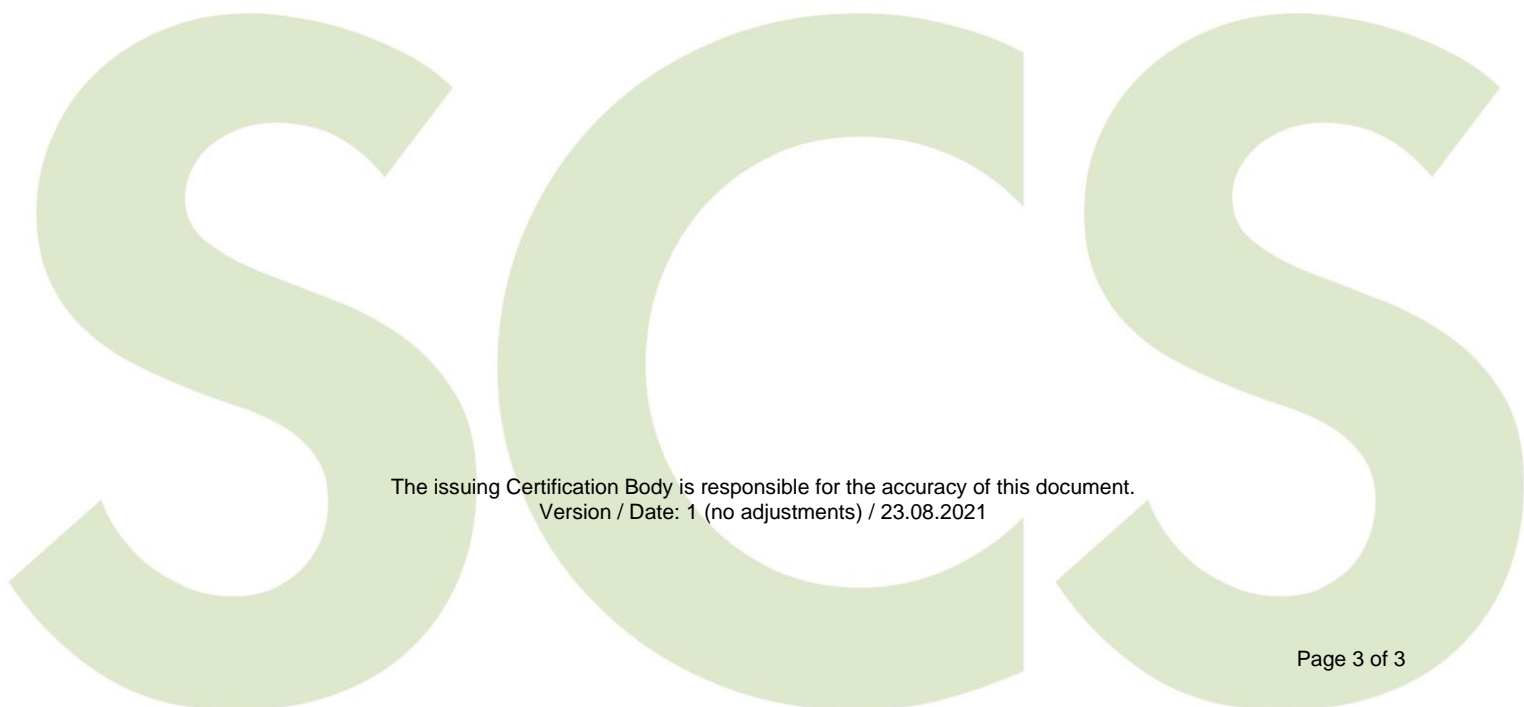 SCS
The issuing Certification Body is responsible for the accuracy of this document.
Version / Date: 1 (no adjustments) / 23.08.2021
Page 3 of 3